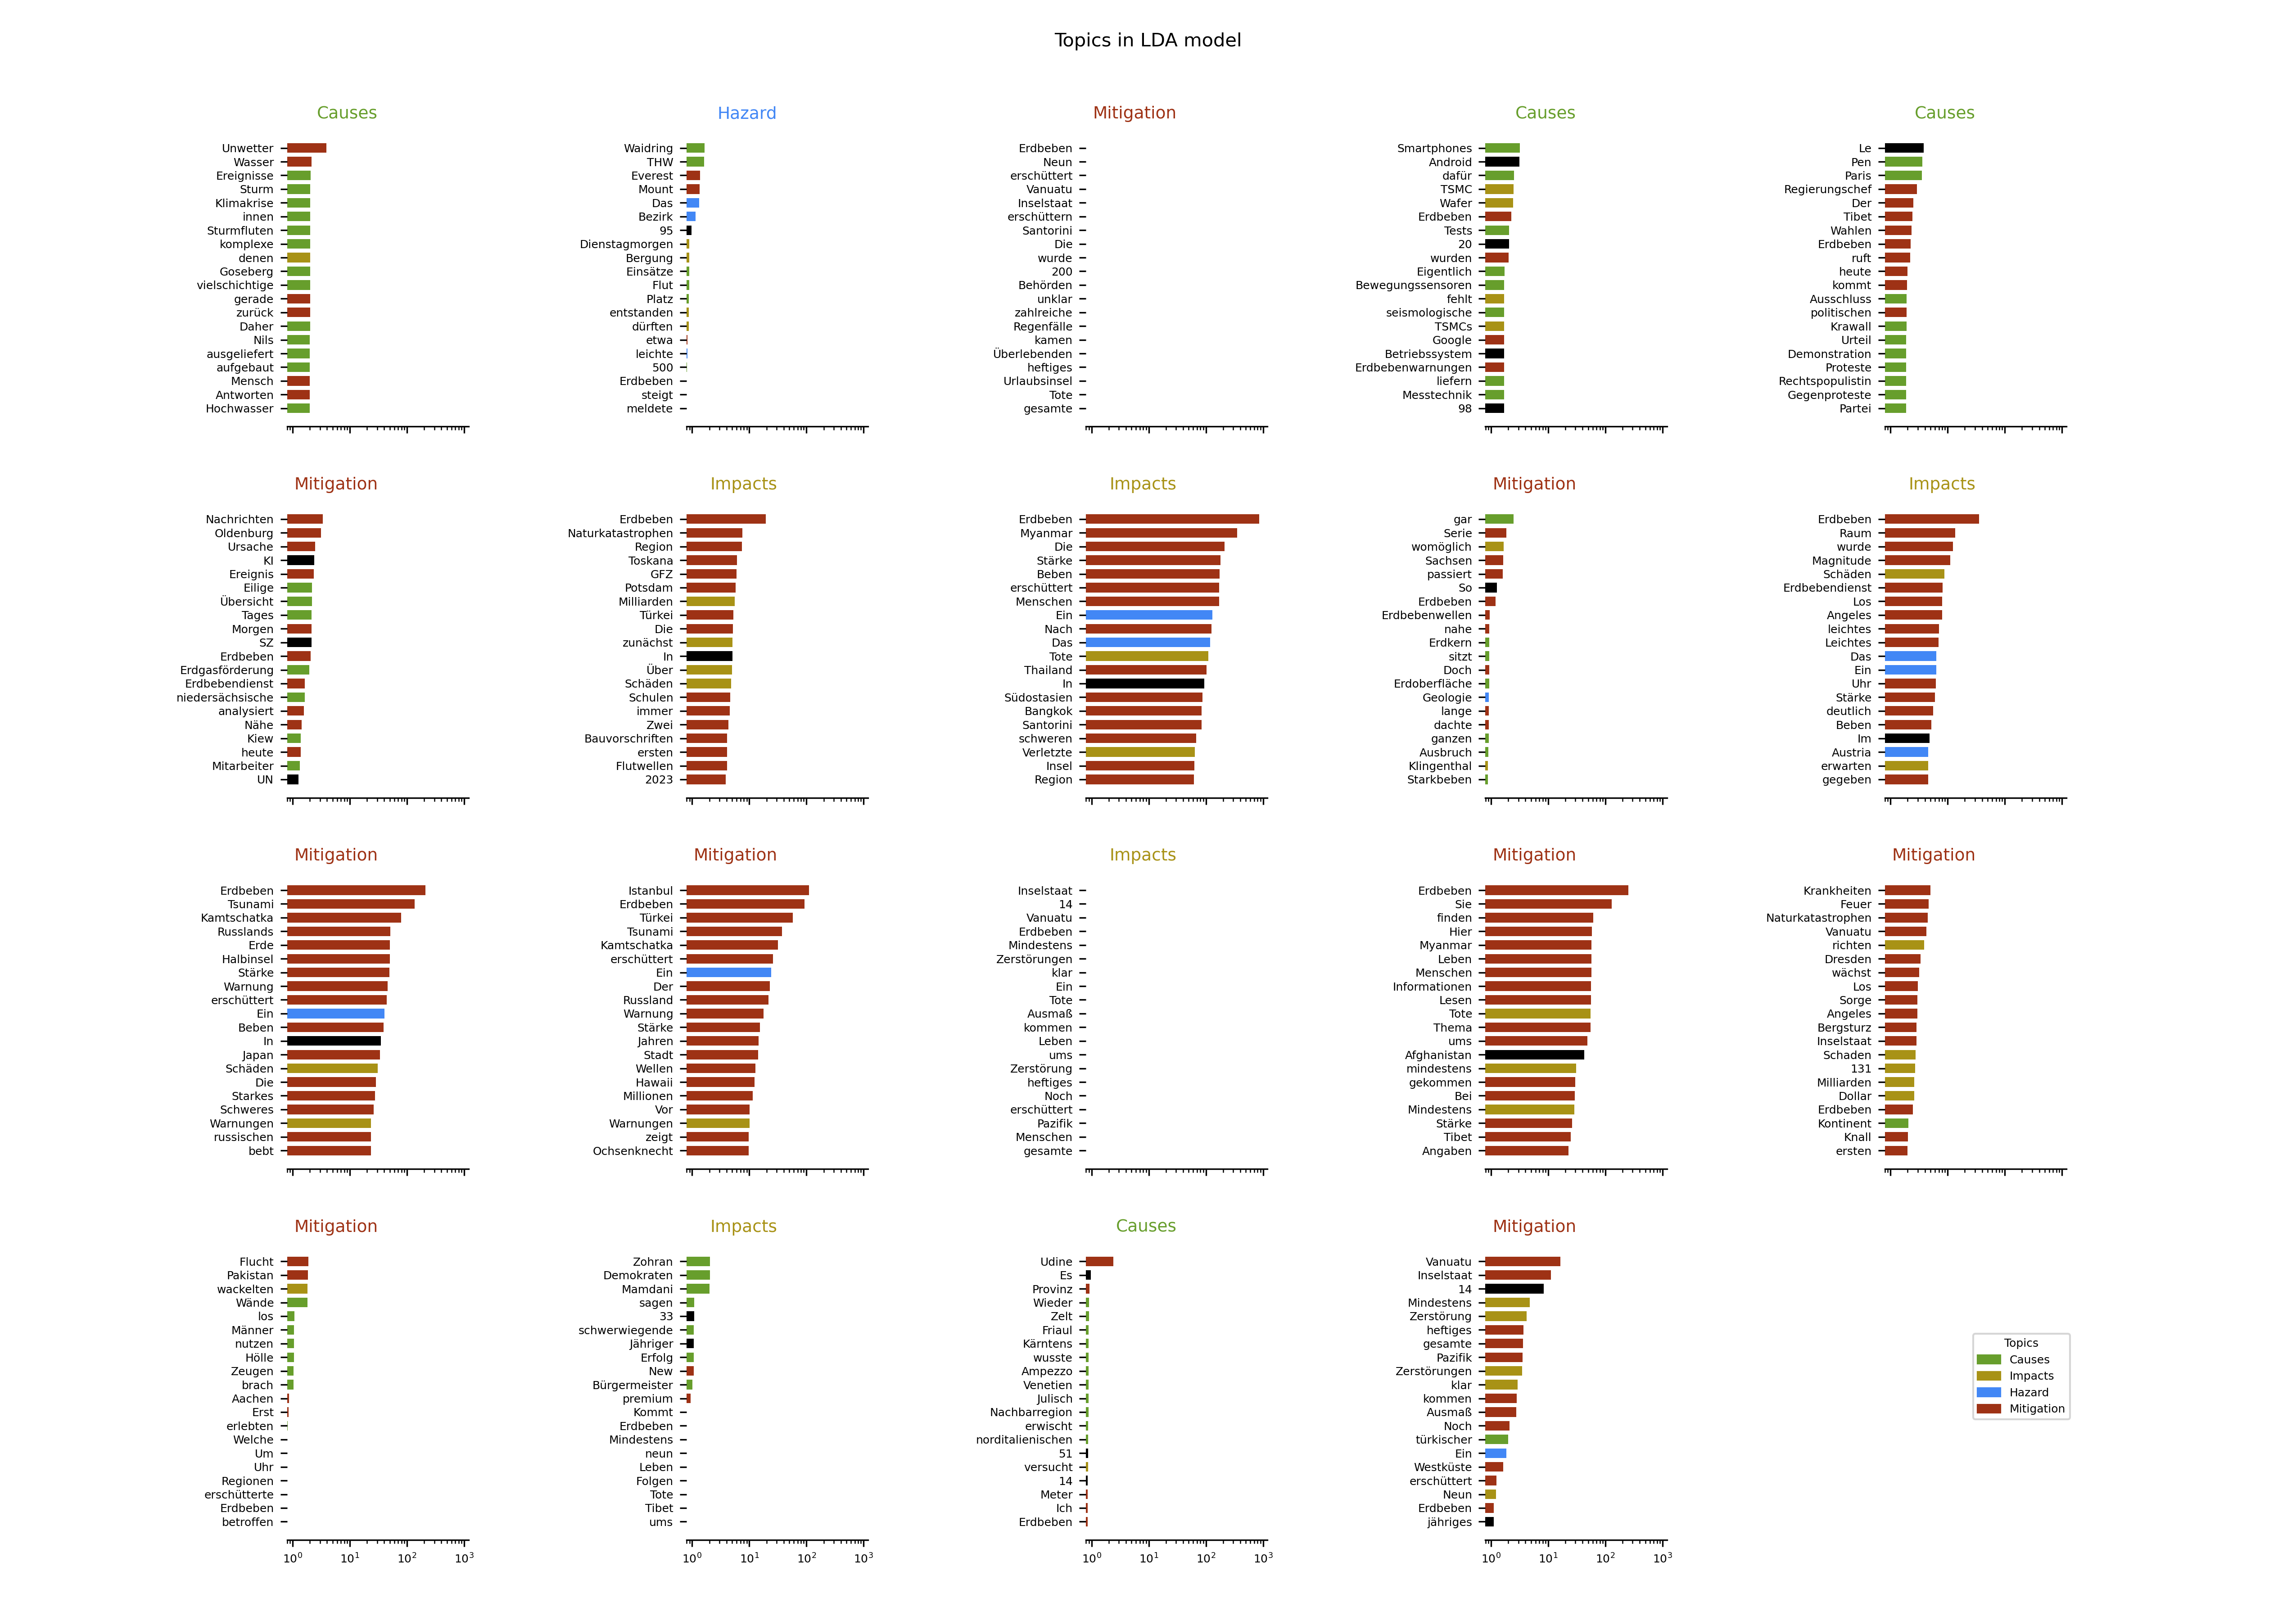 Topics in LDA model
Causes
Unwetter
Wasser
Ereignisse
Sturm
Klimakrise
innen
Sturmfluten
komplexe
denen
Goseberg
vielschichtige
gerade
zurück
Daher
Nils
ausgeliefert
aufgebaut
Mensch
Antworten
Hochwasser
Hazard
Waidring
THW
Everest
Mount
Das
Bezirk
95
Dienstagmorgen
Bergung
Einsätze
Flut
Platz
entstanden
dürften
etwa
leichte
500
Erdbeben
steigt
meldete
Mitigation
Erdbeben
Neun
erschüttert
Vanuatu
Inselstaat
erschüttern
Santorini
Die
wurde
200
Behörden
unklar
zahlreiche
Regenfälle
kamen
Überlebenden
heftiges
Urlaubsinsel
Tote
gesamte
Causes
Smartphones
Android
dafür
TSMC
Wafer
Erdbeben
Tests
20
wurden
Eigentlich
Bewegungssensoren
fehlt
seismologische
TSMCs
Google
Betriebssystem
Erdbebenwarnungen
liefern
Messtechnik
98
Causes
Le
Pen
Paris
Regierungschef
Der
Tibet
Wahlen
Erdbeben
ruft
heute
kommt
Ausschluss
politischen
Krawall
Urteil
Demonstration
Proteste
Rechtspopulistin
Gegenproteste
Partei
Mitigation
Nachrichten
Oldenburg
Ursache
KI
Ereignis
Eilige
Übersicht
Tages
Morgen
SZ
Erdbeben
Erdgasförderung
Erdbebendienst
niedersächsische
analysiert
Nähe
Kiew
heute
Mitarbeiter
UN
Impacts
Erdbeben
Naturkatastrophen
Region
Toskana
GFZ
Potsdam
Milliarden
Türkei
Die
zunächst
In
Über
Schäden
Schulen
immer
Zwei
Bauvorschriften
ersten
Flutwellen
2023
Impacts
Erdbeben
Myanmar
Die
Stärke
Beben
erschüttert
Menschen
Ein
Nach
Das
Tote
Thailand
In
Südostasien
Bangkok
Santorini
schweren
Verletzte
Insel
Region
Mitigation
gar
Serie
womöglich
Sachsen
passiert
So
Erdbeben
Erdbebenwellen
nahe
Erdkern
sitzt
Doch
Erdoberfläche
Geologie
lange
dachte
ganzen
Ausbruch
Klingenthal
Starkbeben
Impacts
Erdbeben
Raum
wurde
Magnitude
Schäden
Erdbebendienst
Los
Angeles
leichtes
Leichtes
Das
Ein
Uhr
Stärke
deutlich
Beben
Im
Austria
erwarten
gegeben
Mitigation
Erdbeben
Tsunami
Kamtschatka
Russlands
Erde
Halbinsel
Stärke
Warnung
erschüttert
Ein
Beben
In
Japan
Schäden
Die
Starkes
Schweres
Warnungen
russischen
bebt
Mitigation
Istanbul
Erdbeben
Türkei
Tsunami
Kamtschatka
erschüttert
Ein
Der
Russland
Warnung
Stärke
Jahren
Stadt
Wellen
Hawaii
Millionen
Vor
Warnungen
zeigt
Ochsenknecht
Impacts
Inselstaat
14
Vanuatu
Erdbeben
Mindestens
Zerstörungen
klar
Ein
Tote
Ausmaß
kommen
Leben
ums
Zerstörung
heftiges
Noch
erschüttert
Pazifik
Menschen
gesamte
Mitigation
Erdbeben
Sie
finden
Hier
Myanmar
Leben
Menschen
Informationen
Lesen
Tote
Thema
ums
Afghanistan
mindestens
gekommen
Bei
Mindestens
Stärke
Tibet
Angaben
Mitigation
Krankheiten
Feuer
Naturkatastrophen
Vanuatu
richten
Dresden
wächst
Los
Sorge
Angeles
Bergsturz
Inselstaat
Schaden
131
Milliarden
Dollar
Erdbeben
Kontinent
Knall
ersten
Mitigation
Flucht
Pakistan
wackelten
Wände
los
Männer
nutzen
Hölle
Zeugen
brach
Aachen
Erst
erlebten
Welche
Um
Uhr
Regionen
erschütterte
Erdbeben
betroffen
10⁰ 10¹ 10² 10³
Impacts
Zohran
Demokraten
Mamdani
sagen
33
schwerwiegende
Jähriger
Erfolg
New
Bürgermeister
premium
Kommt
Erdbeben
Mindestens
neun
Leben
Folgen
Tote
Tibet
ums
10⁰ 10¹ 10² 10³
Causes
Udine
Es
Provinz
Wieder
Zelt
Friaul
Kärntens
wusste
Ampezzo
Venetien
Julisch
Nachbarregion
erwischt
norditalienischen
51
versucht
14
Meter
Ich
Erdbeben
10⁰ 10¹ 10² 10³
Mitigation
Vanuatu
Inselstaat
14
Mindestens
Zerstörung
heftiges
gesamte
Pazifik
Zerstörungen
klar
kommen
Ausmaß
Noch
türkischer
Ein
Westküste
erschüttert
Neun
Erdbeben
jähriges
10⁰ 10¹ 10² 10³
Topics
Causes
Impacts
Hazard
Mitigation